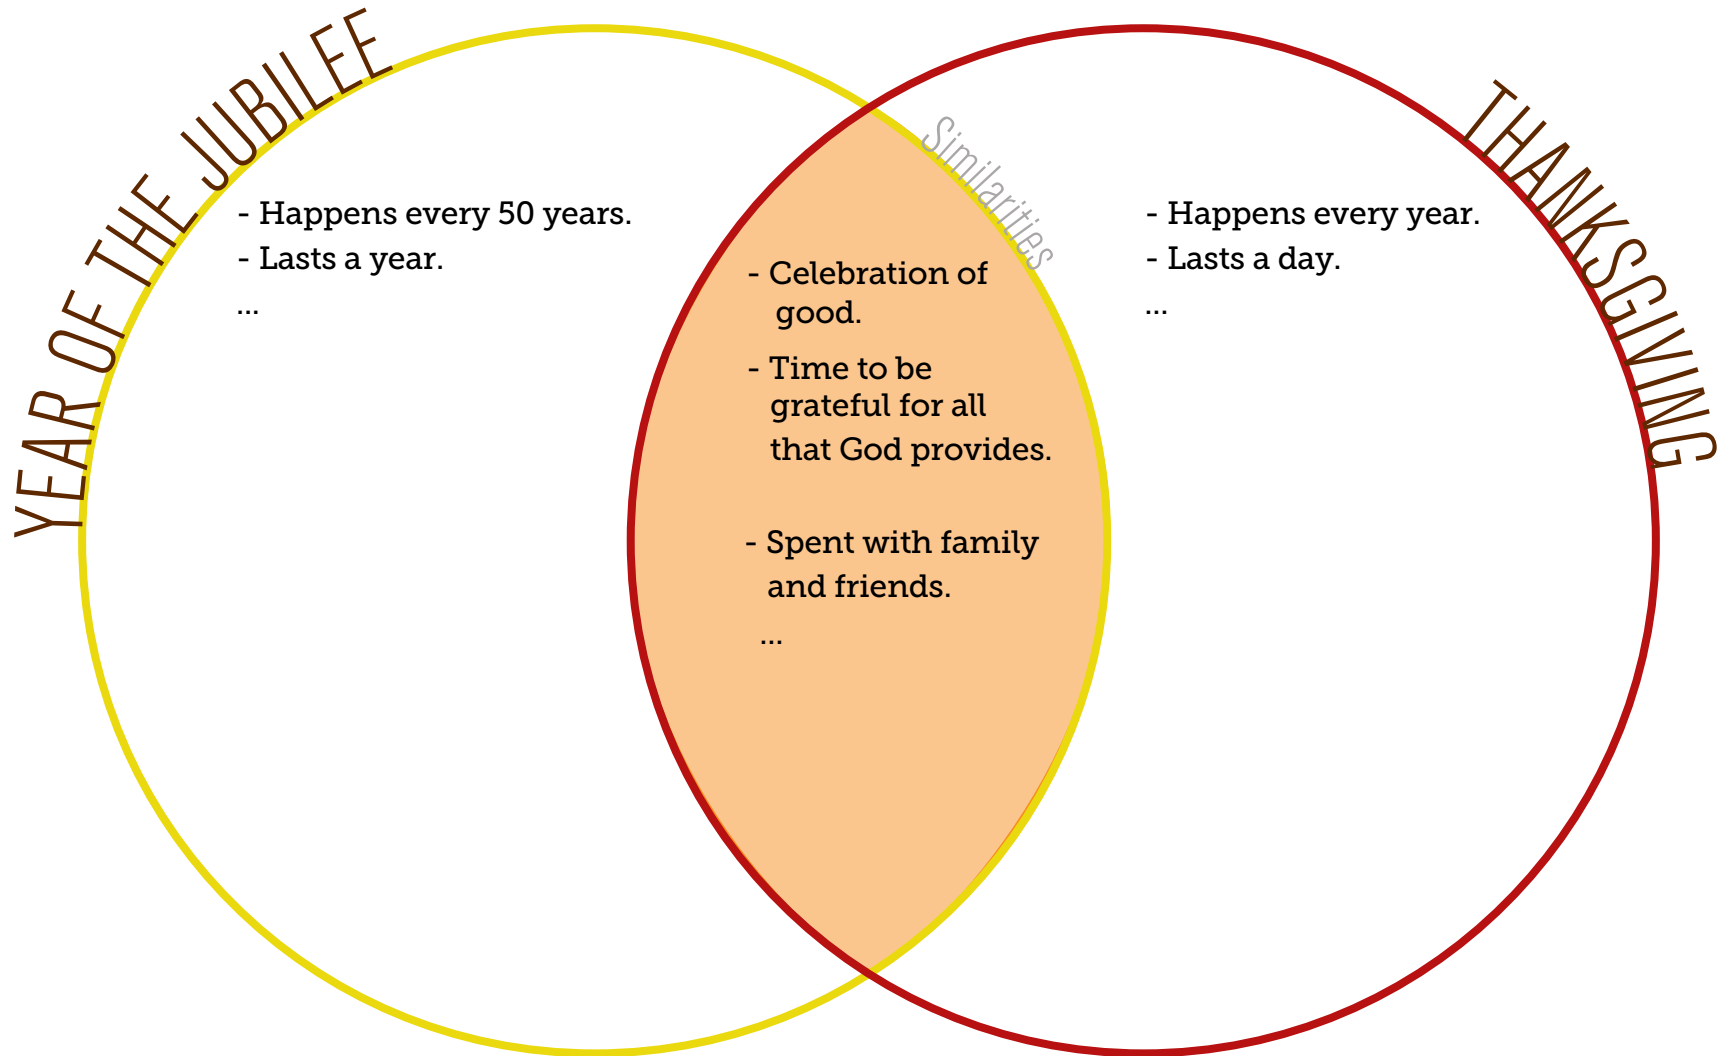 YEAR OF THE JUBILEE
- Happens every 50 years.
- Lasts a year.
...
Similarities
- Celebration of
good.
- Time to be
grateful for all
that God provides.
- Spent with family
and friends.
...
THANKSGIVING
- Happens every year.
- Lasts a day.
...